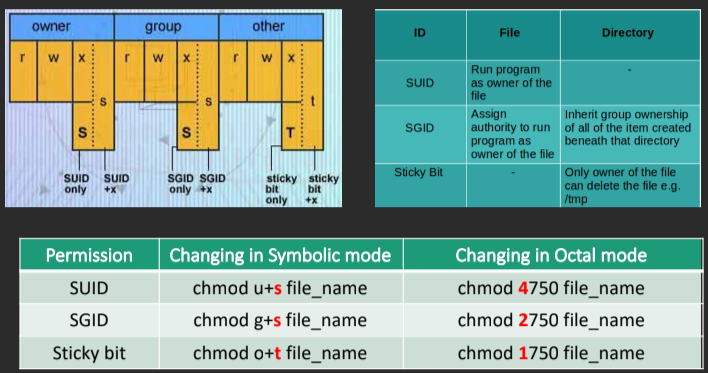 owner group other
r w x r w x r w x
s s t
S S T
SUID only SUID +x SGID only SGID +x sticky bit only sticky bit +x
ID File Directory
SUID
Run program
as owner of the
file
-
SGID
Assign
authority to run
program as
owner of the file
Inherit group ownership
of all of the item created
beneath that directory
Sticky Bit
-
Only owner of the file
can delete the file e.g.
/tmp
Permission Changing in Symbolic mode Changing in Octal mode
SUID chmod u+s file_name chmod 4750 file_name
SGID chmod g+s file_name chmod 2750 file_name
Sticky bit chmod o+t file_name chmod 1750 file_name